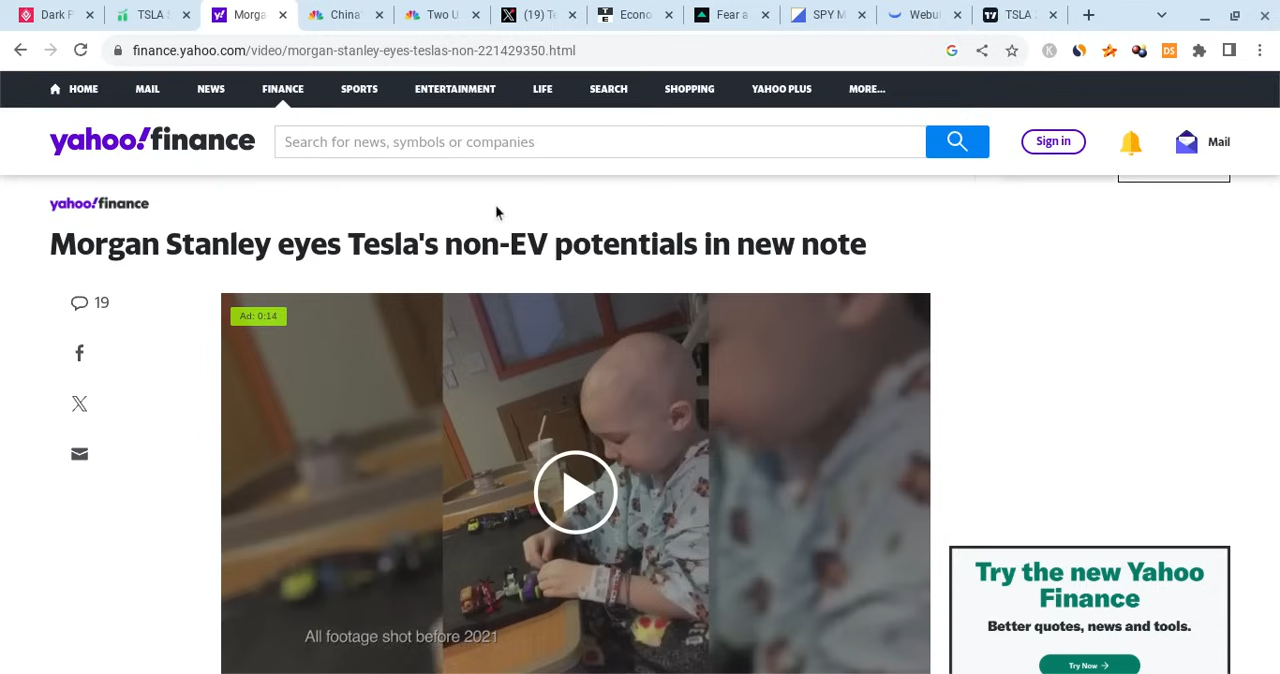 Dark P
TSLA S
Morga
China'
Two U
(19) Te
Econo
Fear a
SPY M
Webul
TSLA
finance.yahoo.com/video/morgan-stanley-eyes-teslas-non-221429350.html
HOME MAIL NEWS FINANCE SPORTS ENTERTAINMENT LIFE SEARCH SHOPPING YAHOO PLUS MORE...
yahoo!finance
Search for news, symbols or companies
Sign in
Mail
yahoo!finance
Morgan Stanley eyes Tesla's non-EV potentials in new note
19
Ad: 0:14
All footage shot before 2021
Try the new Yahoo
Finance
Better quotes, news and tools.
Try Now →